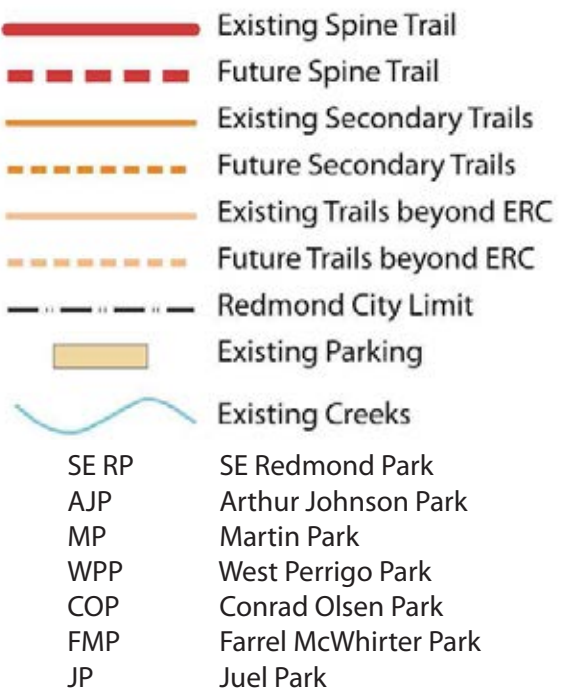 Existing Spine Trail
Future Spine Trail
Existing Secondary Trails
Future Secondary Trails
Existing Trails beyond ERC
Future Trails beyond ERC
Redmond City Limit
Existing Parking
Existing Creeks
SE RP SE Redmond Park
AJP Arthur Johnson Park
MP Martin Park
WPP West Perrigo Park
COP Conrad Olsen Park
FMP Farrel McWhirter Park
JP Juel Park